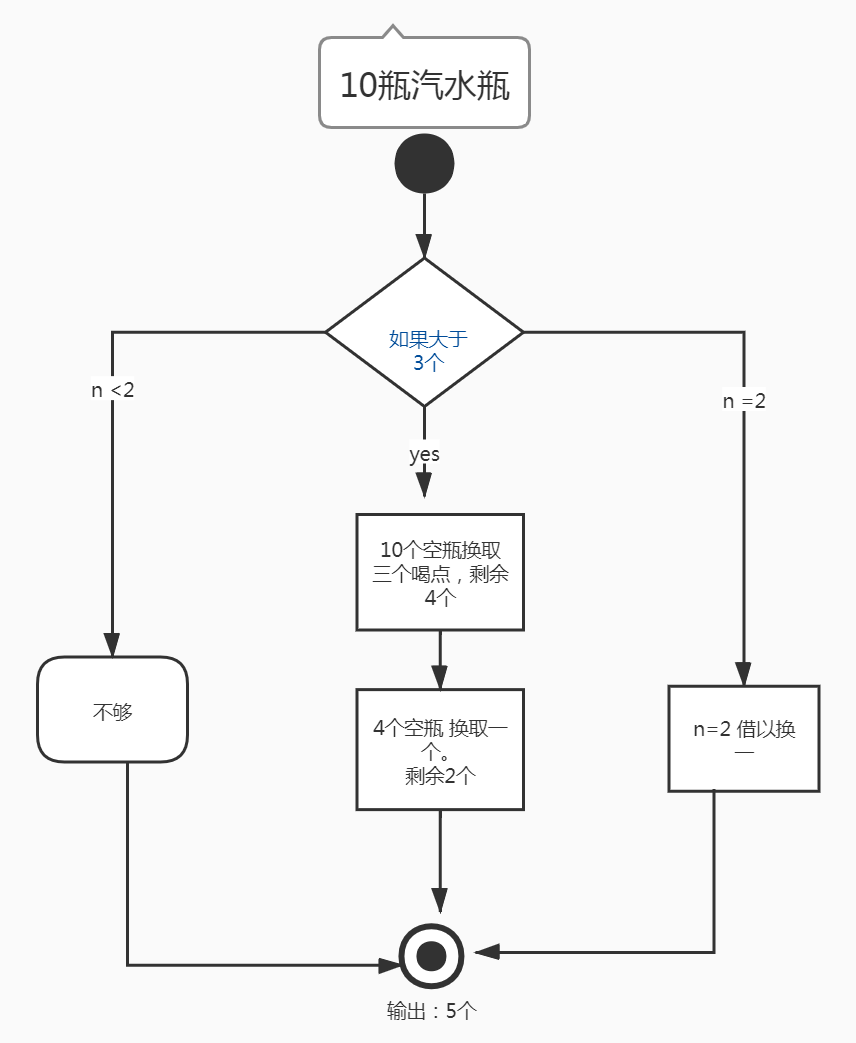 10瓶汽水瓶
如果大于
3个
n <2
n =2
yes
10个空瓶换取
三个喝点，剩余
4个
4个空瓶 换取一
个。
剩余2个
不够
n=2 借以换
一
输出：5个